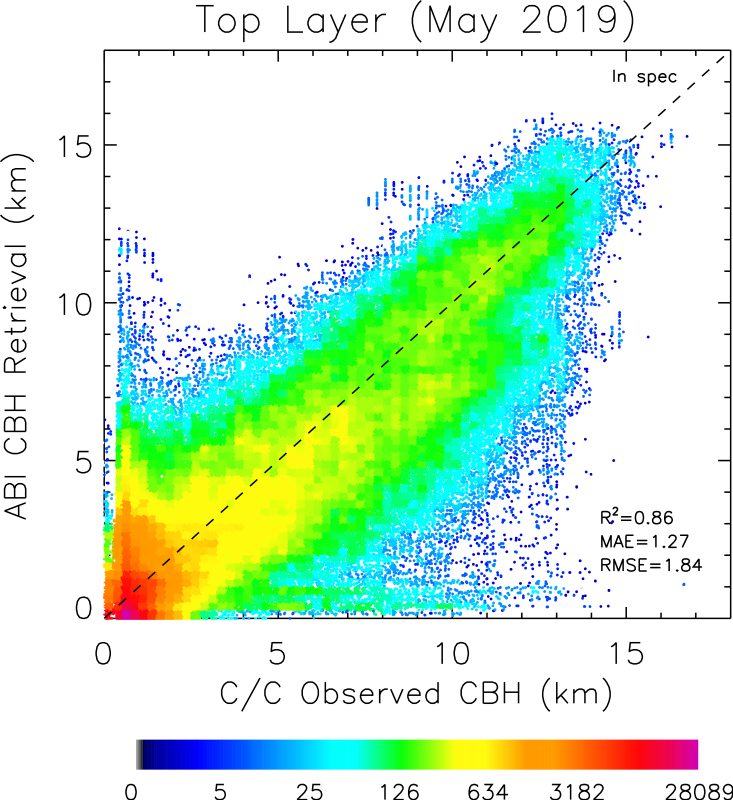 Top Layer (May 2019)
In spec
15
10
5
0
ABI CBH Retrieval (km)
R²=0.86
MAE=1.27
RMSE=1.84
0 5 10 15
C/C Observed CBH (km)
0 5 25 126 634 3182 28089